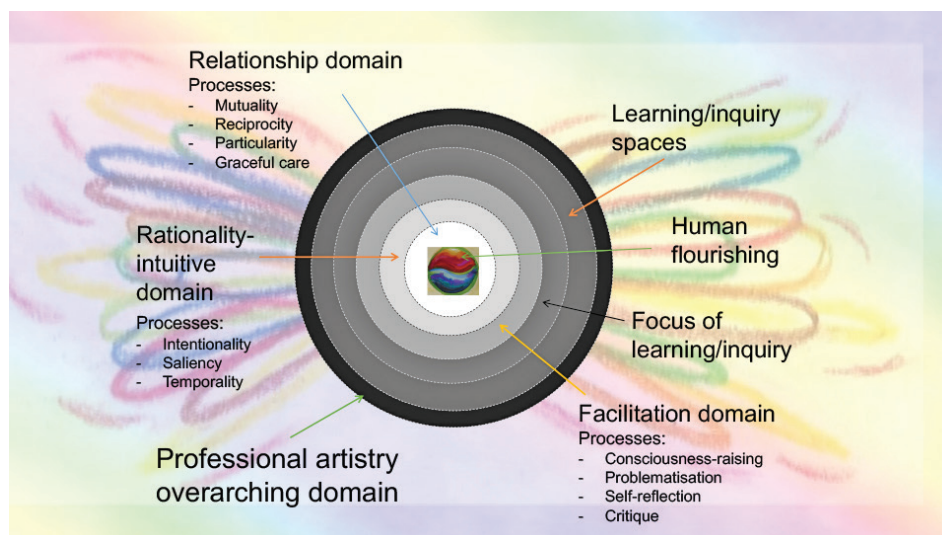 Relationship domain
Processes:
- Mutuality
- Reciprocity
- Particularity
- Graceful care
Learning/inquiry
spaces
Rationality-
intuitive
domain
Processes:
- Intentionality
- Saliency
- Temporality
Human
flourishing
Focus of
learning/inquiry
Professional artistry
overarching domain
Facilitation domain
Processes:
- Consciousness-raising
- Problematisation
- Self-reflection
- Critique